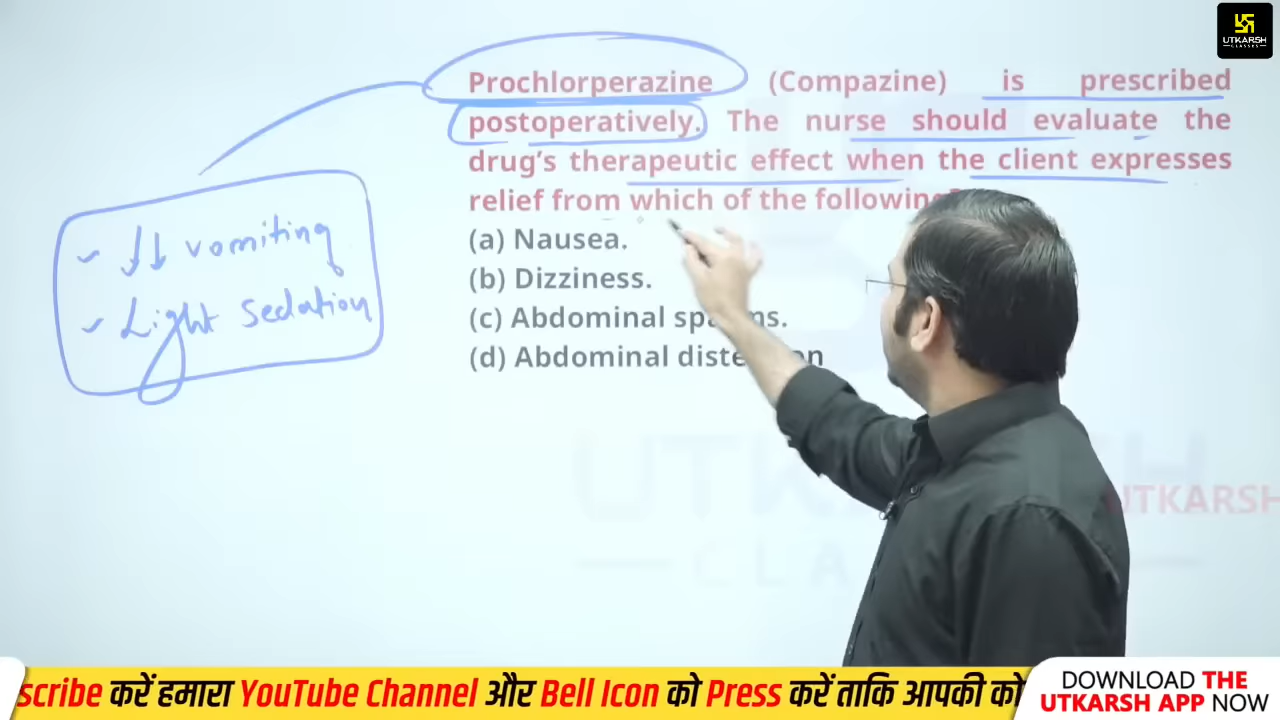 UTKARSH
CLASSES
Prochlorperazine (Compazine) is prescribed
postoperatively. The nurse should evaluate the
drug's therapeutic effect when the client expresses
relief from which of the following?
(a) Nausea.
(b) Dizziness.
(c) Abdominal
(d) Abdominal
- ↓↓ vomiting
- Light Sedation
UTKARSH
scribe करें हमारा YouTube Channel और Bell Icon को Press करें ताकि आपकी को
DOWNLOAD THE
UTKARSH APP NOW